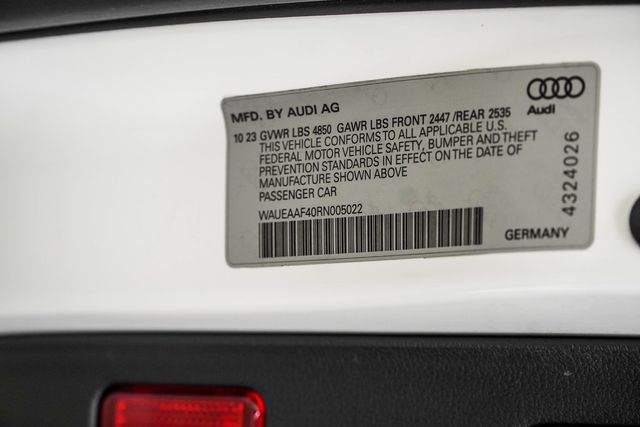 MFD. BY AUDI AG
Audi
10 23 GVWR LBS 4850 GAWR LBS FRONT 2447 /REAR 2535
THIS VEHICLE CONFORMS TO ALL APPLICABLE U.S.
FEDERAL MOTOR VEHICLE SAFETY, BUMPER AND THEFT
PREVENTION STANDARDS IN EFFECT ON THE DATE OF
MANUFACTURE SHOWN ABOVE
PASSENGER CAR
WAUEAAF40RN005022
GERMANY
4324026